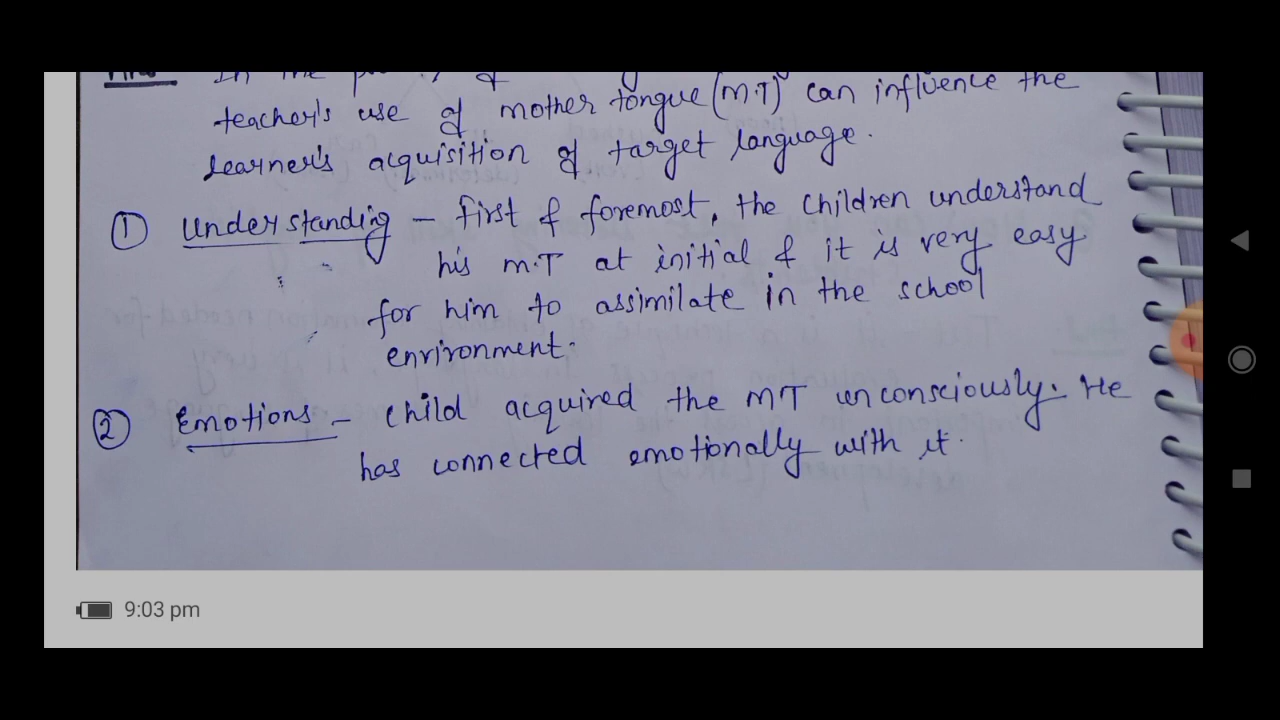 In the
teacher's use of mother tongue (M.T) can influence the
learner's acquisition of target language.
① Understanding - first & foremost, the children understand
his M.T at initial & it is very easy
for him to assimilate in the school
environment.
② Emotions - child acquired the MT unconsciously. He
has connected emotionally with it.
9:03 pm